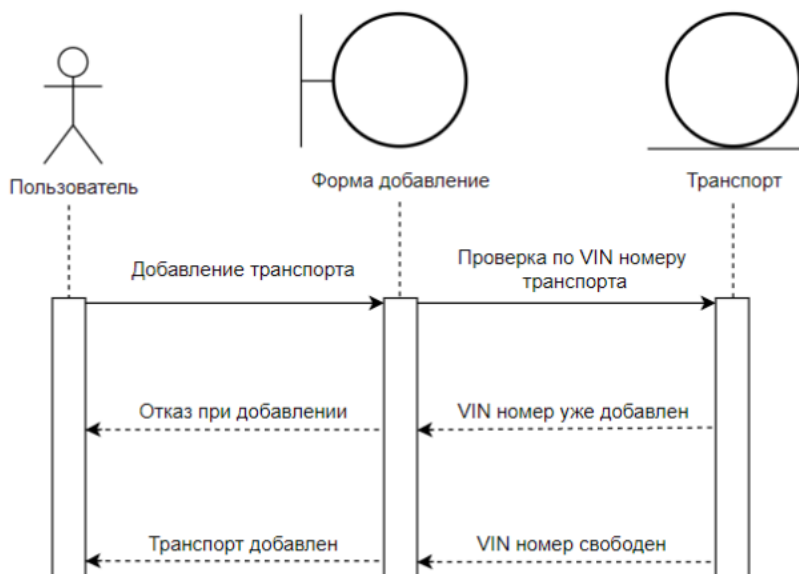 Пользователь
Форма добавление
Транспорт
Добавление транспорта
Проверка по VIN номеру
транспорта
Отказ при добавлении
VIN номер уже добавлен
Транспорт добавлен
VIN номер свободен